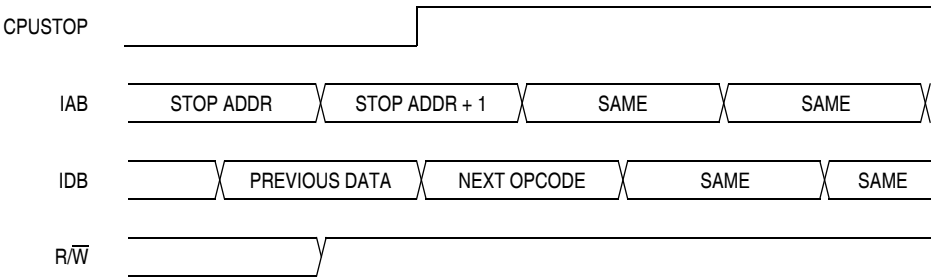 CPUSTOP
IAB STOP ADDR STOP ADDR + 1 SAME SAME
IDB PREVIOUS DATA NEXT OPCODE SAME SAME
R/W̅